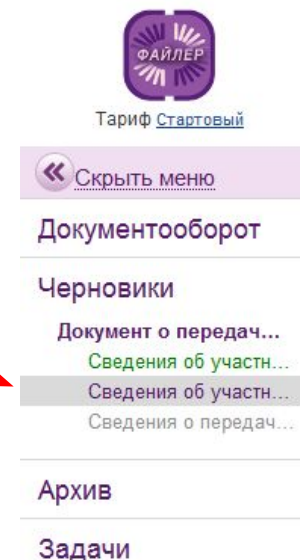 ФАЙЛЕР
Тариф Стартовый
Скрыть меню
Документооборот
Черновики
Документ о передач...
Сведения об участн...
Сведения об участн...
Сведения о передач...
Архив
Задачи